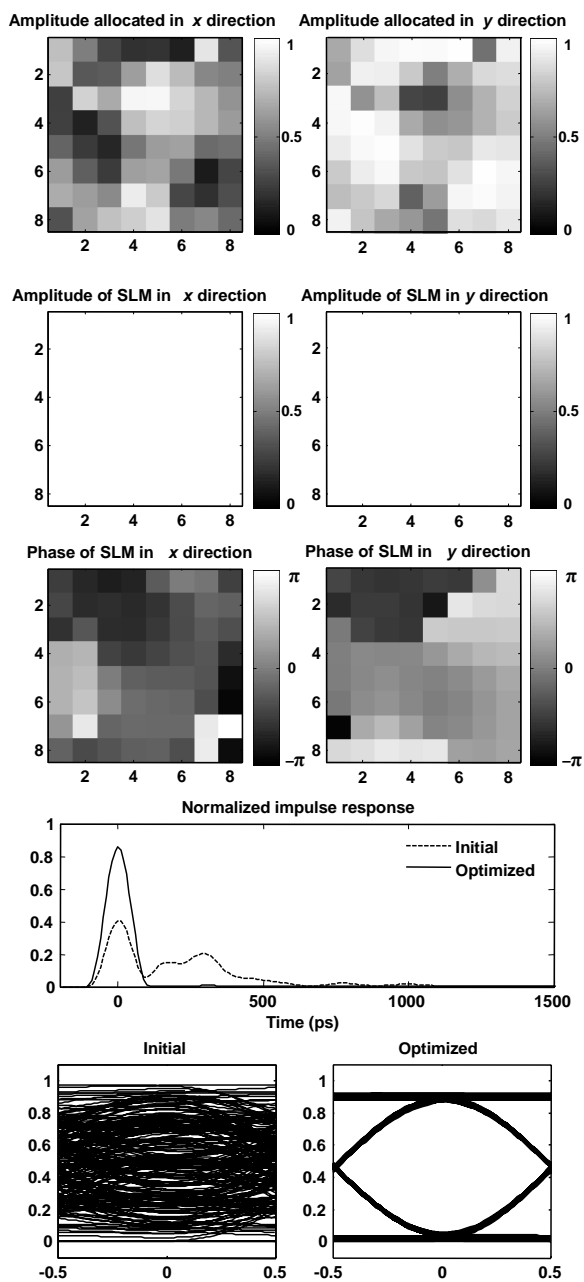 Amplitude allocated in x direction
Amplitude allocated in y direction
2
4
6
8
2 4 6 8
1
0.5
0
2
4
6
8
2 4 6 8
1
0.5
0
Amplitude of SLM in x direction
Amplitude of SLM in y direction
2
4
6
8
2 4 6 8
1
0.5
0
2
4
6
8
2 4 6 8
1
0.5
0
Phase of SLM in x direction
Phase of SLM in y direction
2
4
6
8
2 4 6 8
π
0
−π
2
4
6
8
2 4 6 8
π
0
−π
Normalized impulse response
1
0.8
0.6
0.4
0.2
0
Initial
Optimized
0 500 1000 1500
Time (ps)
Initial
Optimized
1
0.8
0.6
0.4
0.2
0
-0.5 0 0.5
1
0.8
0.6
0.4
0.2
0
-0.5 0 0.5